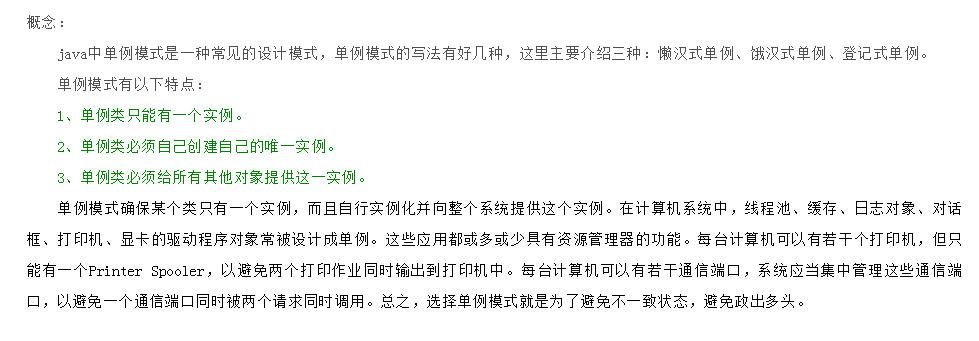 概念：
java中单例模式是一种常见的设计模式，单例模式的写法有好几种，这里主要介绍三种：懒汉式单例、饿汉式单例、登记式单例。
单例模式有以下特点：
1、单例类只能有一个实例。
2、单例类必须自己创建自己的唯一实例。
3、单例类必须给所有其他对象提供这一实例。
单例模式确保某个类只有一个实例，而且自行实例化并向整个系统提供这个实例。在计算机系统中，线程池、缓存、日志对象、对话
框、打印机、显卡的驱动程序对象常被设计成单例。这些应用都或多或少具有资源管理器的功能。每台计算机可以有若干个打印机，但只
能有一个Printer Spooler，以避免两个打印作业同时输出到打印机中。每台计算机可以有若干通信端口，系统应当集中管理这些通信端
口，以避免一个通信端口同时被两个请求同时调用。总之，选择单例模式就是为了避免不一致状态，避免政出多头。